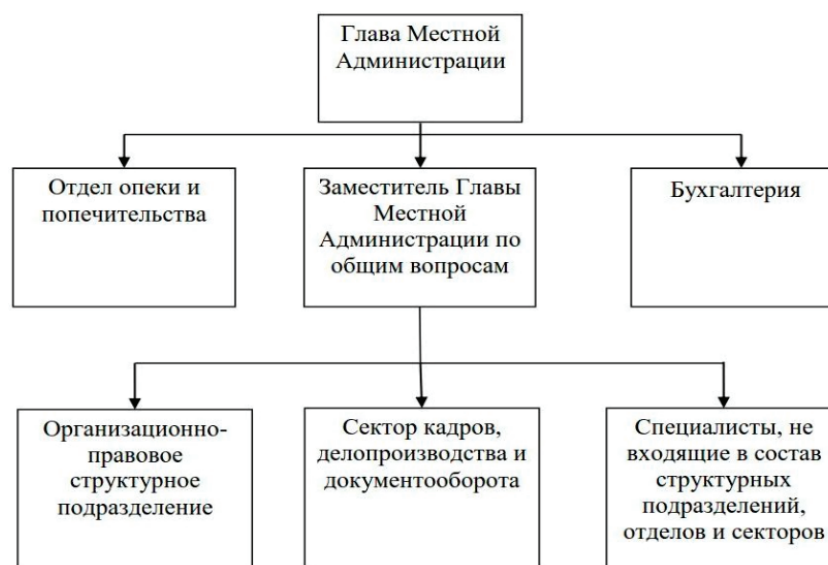 Глава Местной
Администрации
Отдел опеки и
попечительства
Заместитель Главы
Местной
Администрации по
общим вопросам
Бухгалтерия
Организационно-
правовое
структурное
подразделение
Сектор кадров,
делопроизводства и
документооборота
Специалисты, не
входящие в состав
структурных
подразделений,
отделов и секторов